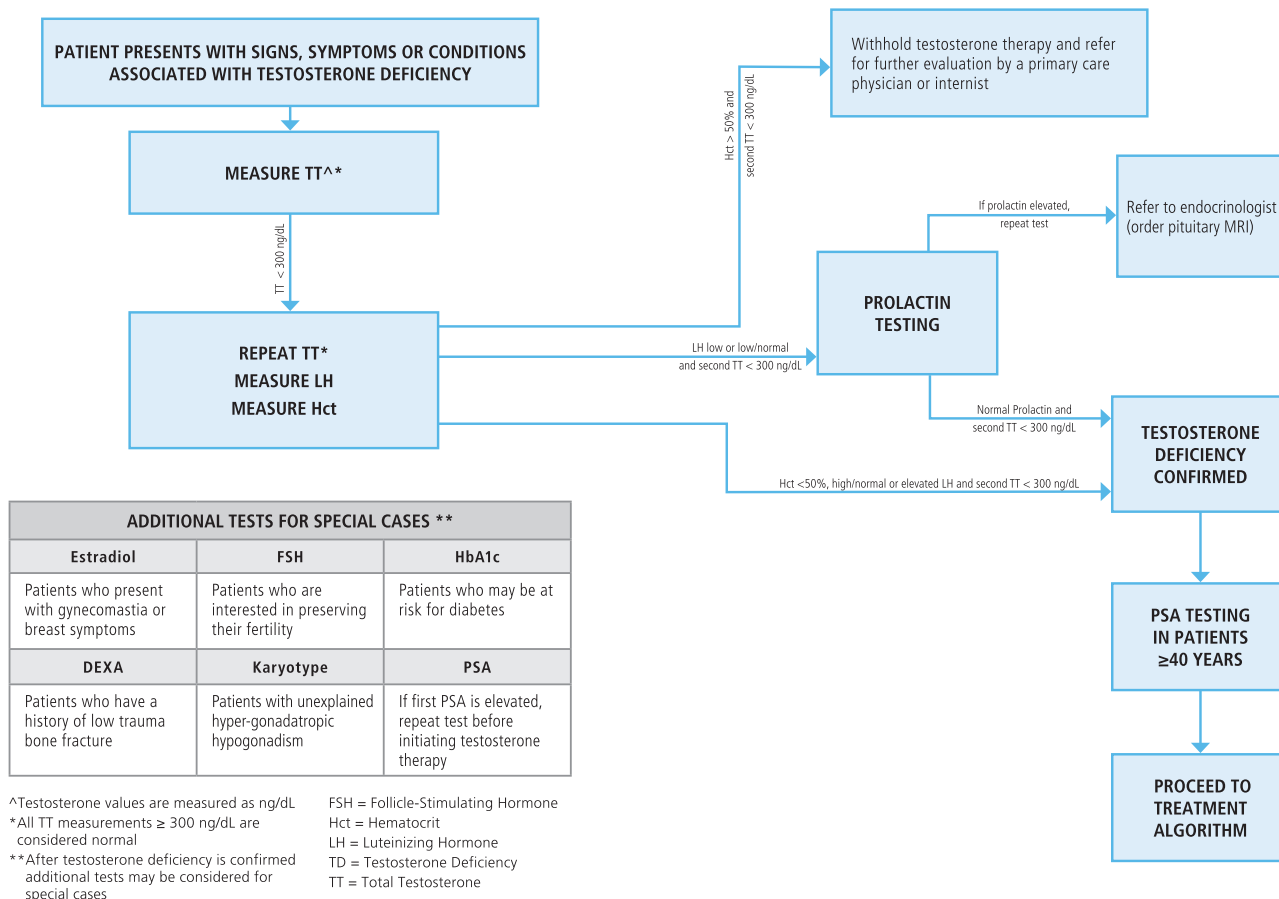 PATIENT PRESENTS WITH SIGNS, SYMPTOMS OR CONDITIONS
ASSOCIATED WITH TESTOSTERONE DEFICIENCY
MEASURE TT^*
TT < 300 ng/dL
REPEAT TT*
MEASURE LH
MEASURE Hct
Hct > 50% and
second TT < 300 ng/dL
Withhold testosterone therapy and refer
for further evaluation by a primary care
physician or internist
LH low or low/normal
and second TT < 300 ng/dL
PROLACTIN
TESTING
If prolactin elevated,
repeat test
Refer to endocrinologist
(order pituitary MRI)
Normal Prolactin and
second TT < 300 ng/dL
Hct <50%, high/normal or elevated LH and second TT < 300 ng/dL
TESTOSTERONE
DEFICIENCY
CONFIRMED
PSA TESTING
IN PATIENTS
≥40 YEARS
PROCEED TO
TREATMENT
ALGORITHM
ADDITIONAL TESTS FOR SPECIAL CASES **
Estradiol
Patients who present
with gynecomastia or
breast symptoms
FSH
Patients who are
interested in preserving
their fertility
HbA1c
Patients who may be at
risk for diabetes
DEXA
Patients who have a
history of low trauma
bone fracture
Karyotype
Patients with unexplained
hyper-gonadatropic
hypogonadism
PSA
If first PSA is elevated,
repeat test before
initiating testosterone
therapy
^Testosterone values are measured as ng/dL
*All TT measurements ≥ 300 ng/dL are
considered normal
**After testosterone deficiency is confirmed
additional tests may be considered for
special cases
FSH = Follicle-Stimulating Hormone
Hct = Hematocrit
LH = Luteinizing Hormone
TD = Testosterone Deficiency
TT = Total Testosterone